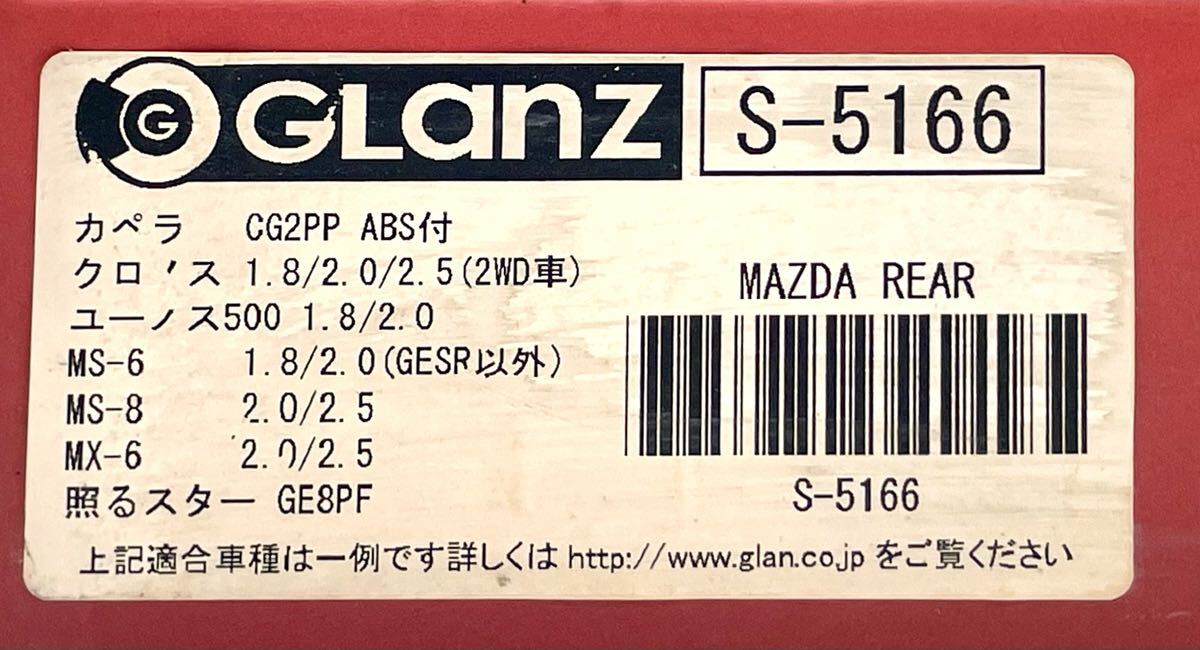 G GLanz
S-5166
カペラ CG2PP ABS付
クロノス 1.8/2.0/2.5(2WD車)
ユーノス500 1.8/2.0
MS-6 1.8/2.0(GESR以外)
MS-8 2.0/2.5
MX-6 2.0/2.5
照るスター GE8PF
MAZDA REAR
S-5166
上記適合車種は一例です詳しくは http://www.glan.co.jp をご覧ください